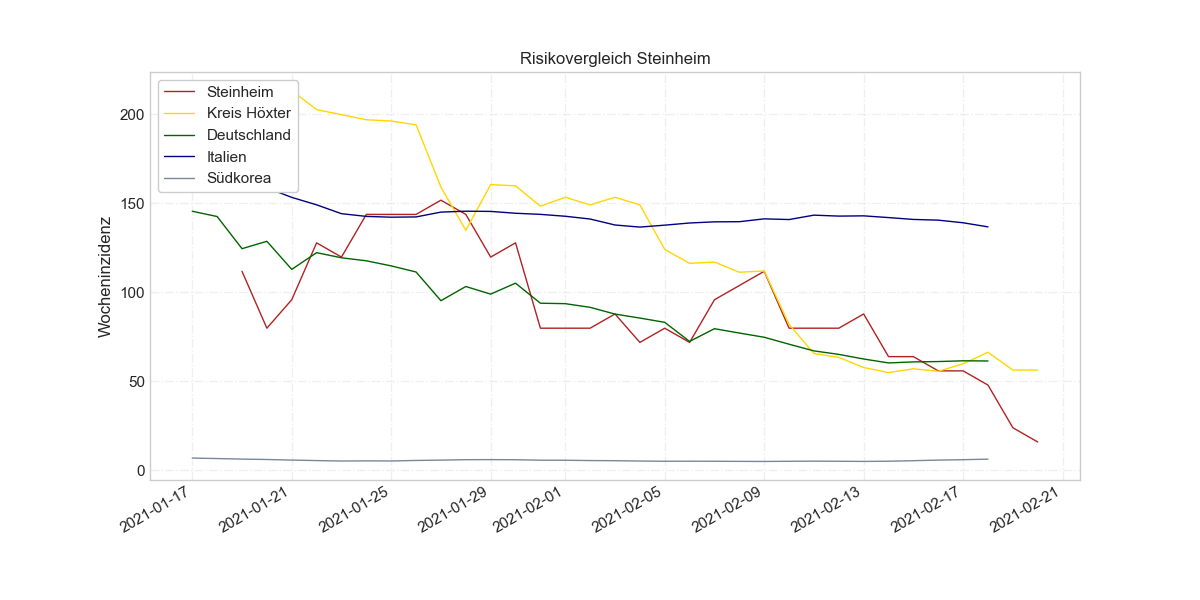 Risikovergleich Steinheim
Steinheim
Kreis Höxter
Deutschland
Italien
Südkorea
Wocheninzidenz
200
150
100
50
0
2021-01-17
2021-01-21
2021-01-25
2021-01-29
2021-02-01
2021-02-05
2021-02-09
2021-02-13
2021-02-17
2021-02-21